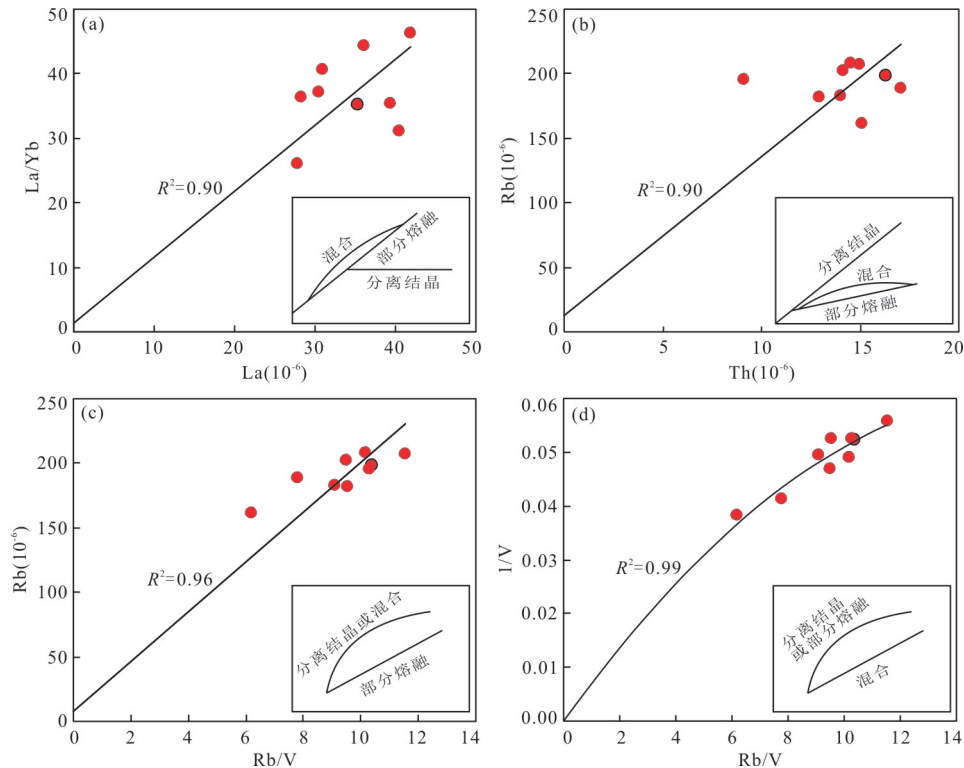 (a)
50
40
30
20
10
0
La/Yb
R²=0.90
混合
部分熔融
分离结晶
0
10
20
30
40
50
La(10⁻⁶)
(b)
250
200
150
100
50
0
Rb(10⁻⁶)
R²=0.90
分离结晶
混合
部分熔融
0
5
10
15
20
Th(10⁻⁶)
(c)
250
200
150
100
50
0
Rb(10⁻⁶)
R²=0.96
分离结晶或混合
部分熔融
0
2
4
6
8
10
12
14
Rb/V
(d)
0.06
0.05
0.04
0.03
0.02
0.01
0.00
1/V
R²=0.99
分离结晶
或部分熔融
混合
0
2
4
6
8
10
12
14
Rb/V